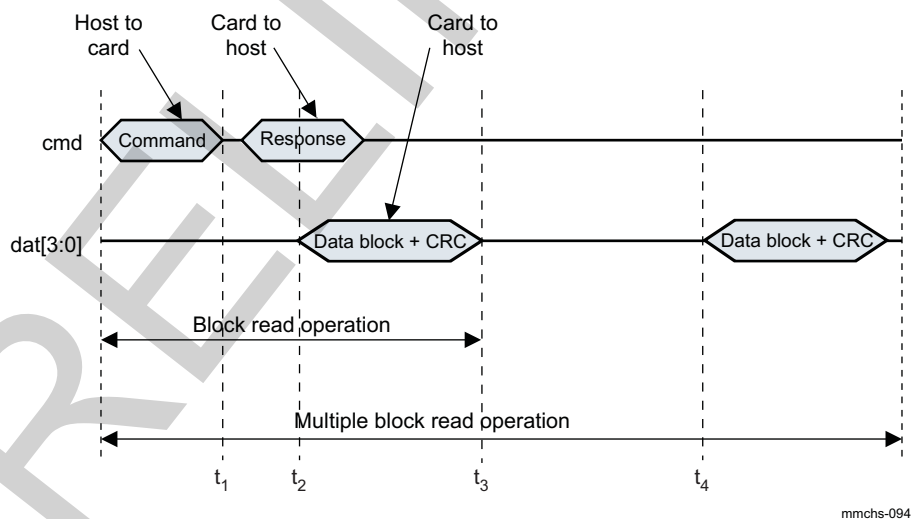 Host to
card
Card to
host
Card to
host
cmd
Command
Response
dat[3:0]
Data block + CRC
Data block + CRC
Block read operation
Multiple block read operation
t1
t2
t3
t4
mmchs-094